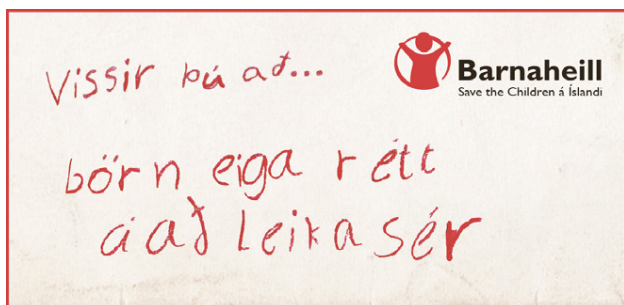 Vissir þú að...
Barnaheill
Save the Children á Íslandi
börn eiga rétt
á að leika sér